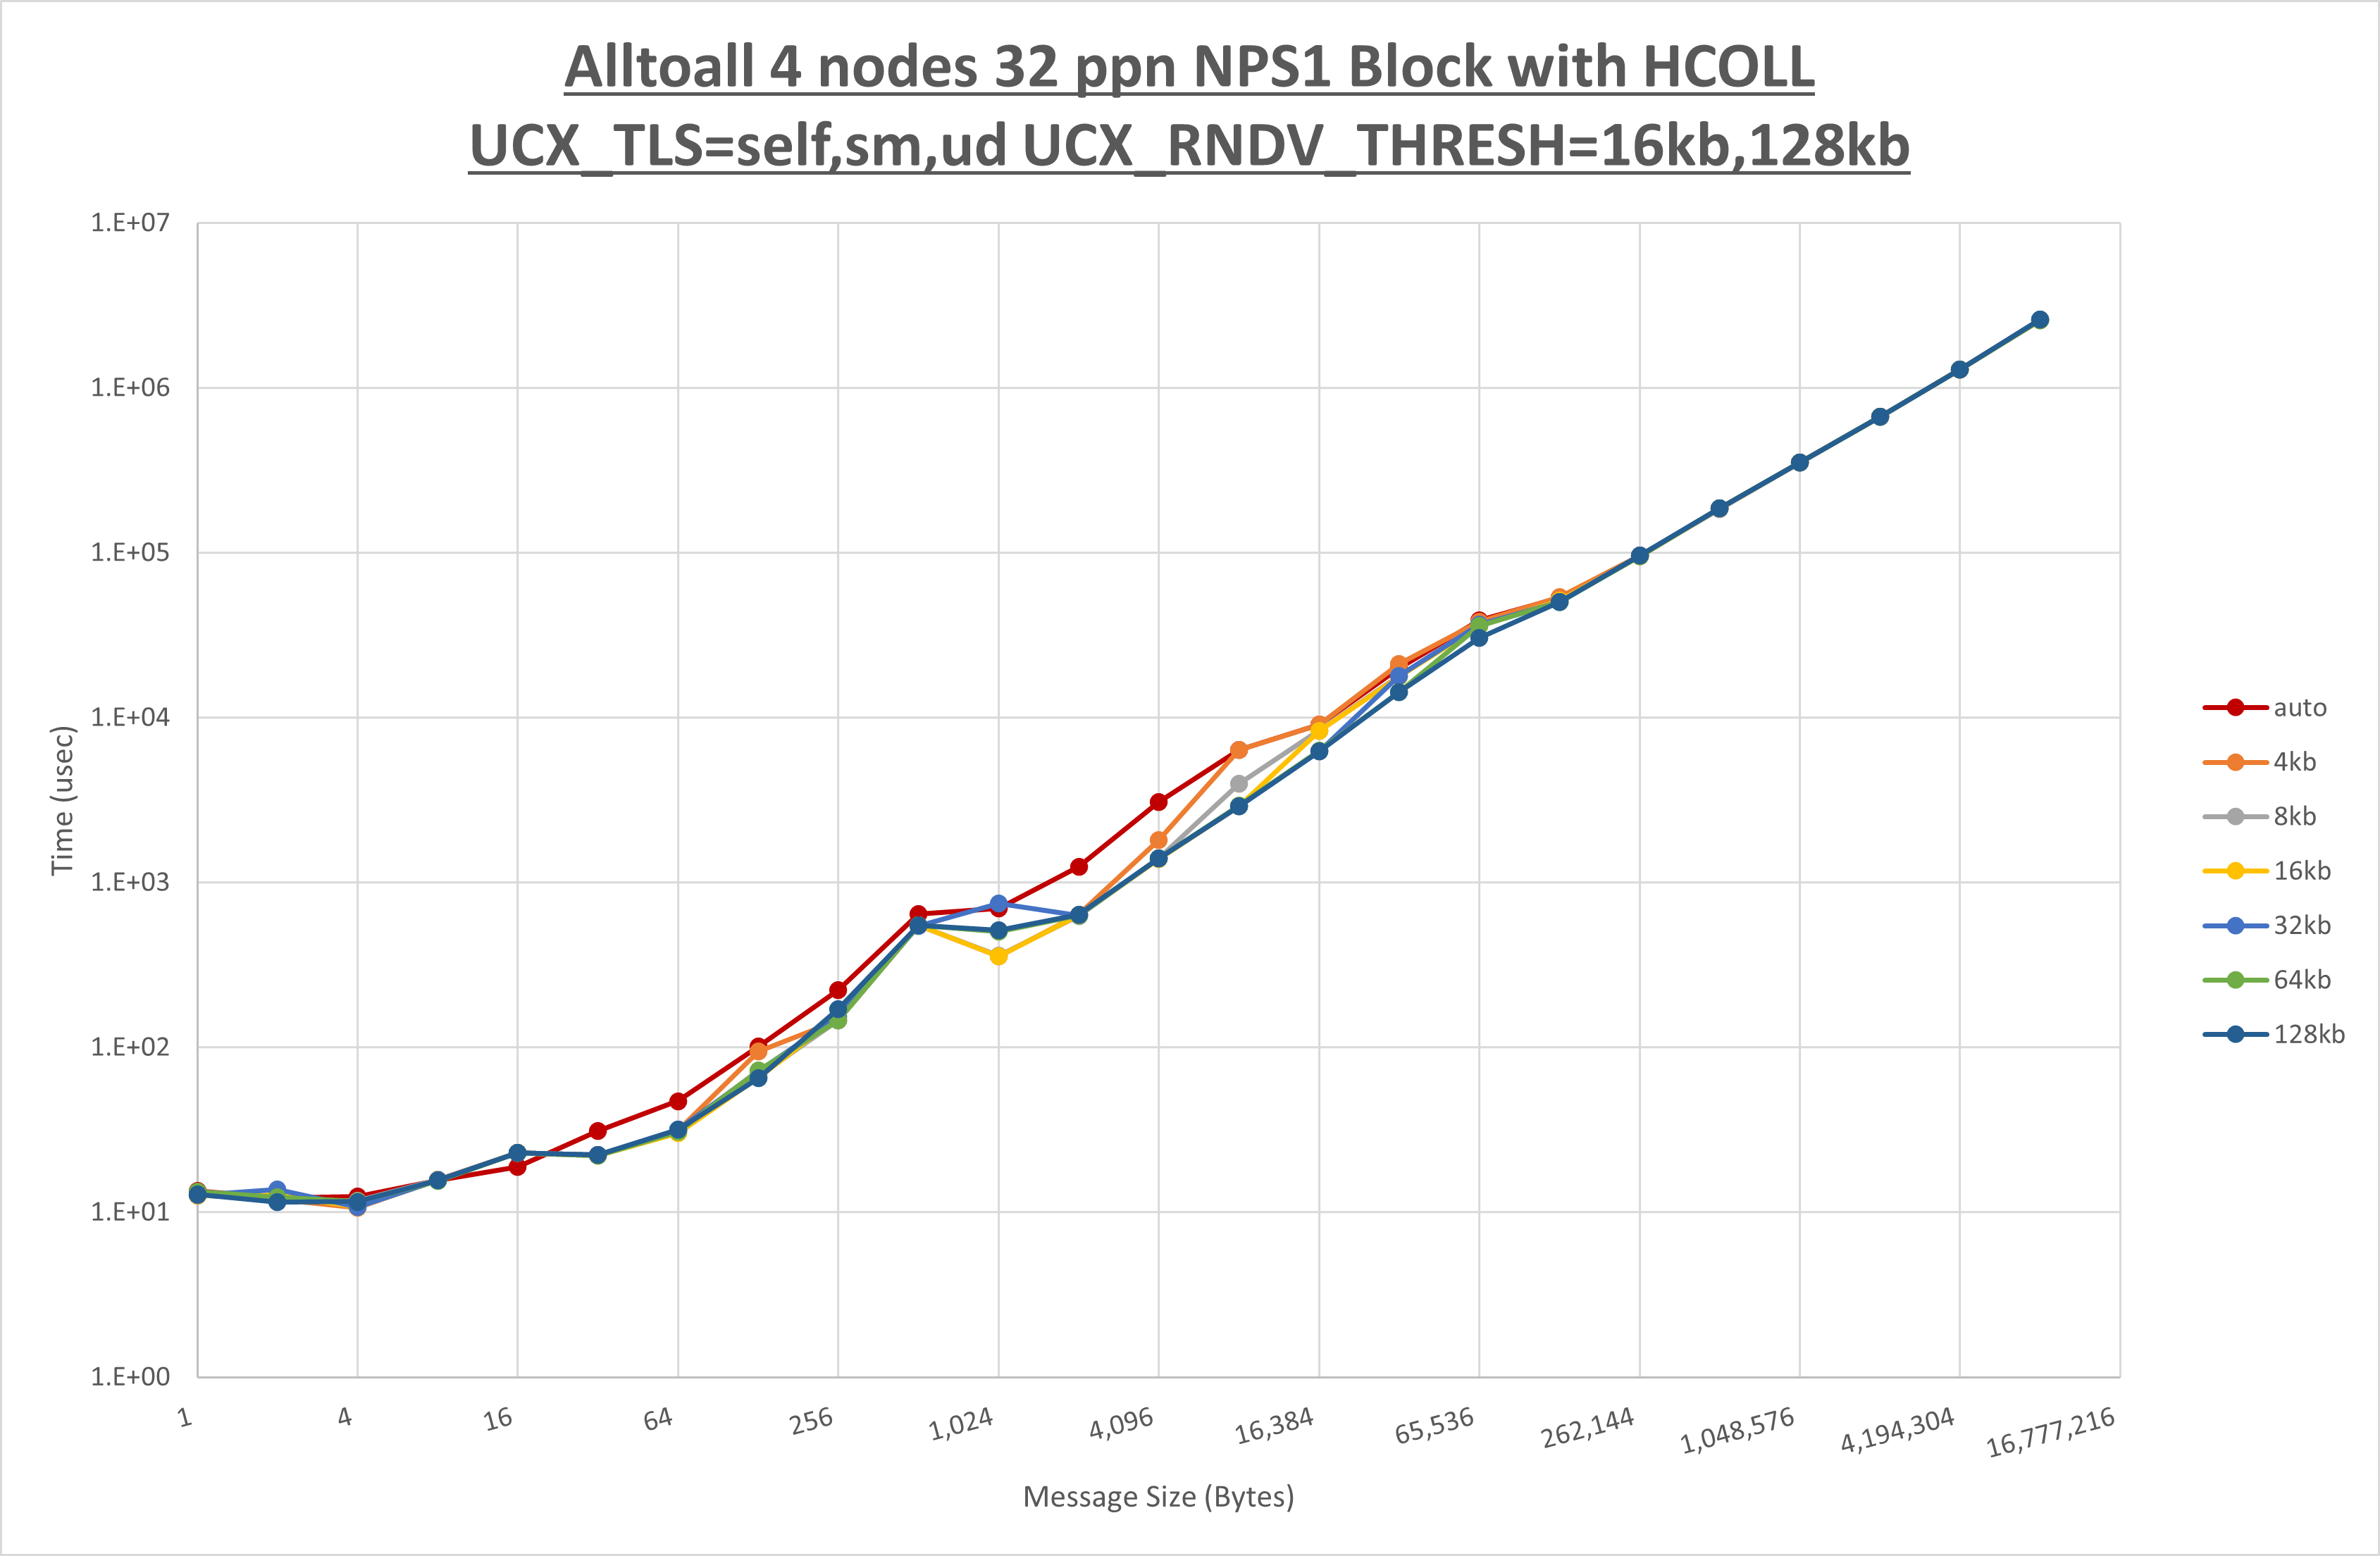 Alltoall 4 nodes 32 ppn NPS1 Block with HCOLL
UCX_TLS=self,sm,ud UCX_RNDV_THRESH=16kb,128kb
1.E+07
1.E+06
1.E+05
1.E+04
1.E+03
1.E+02
1.E+01
1.E+00
Time (usec)
1
4
16
64
256
1,024
4,096
16,384
65,536
262,144
1,048,576
4,194,304
16,777,216
Message Size (Bytes)
auto
4kb
8kb
16kb
32kb
64kb
128kb